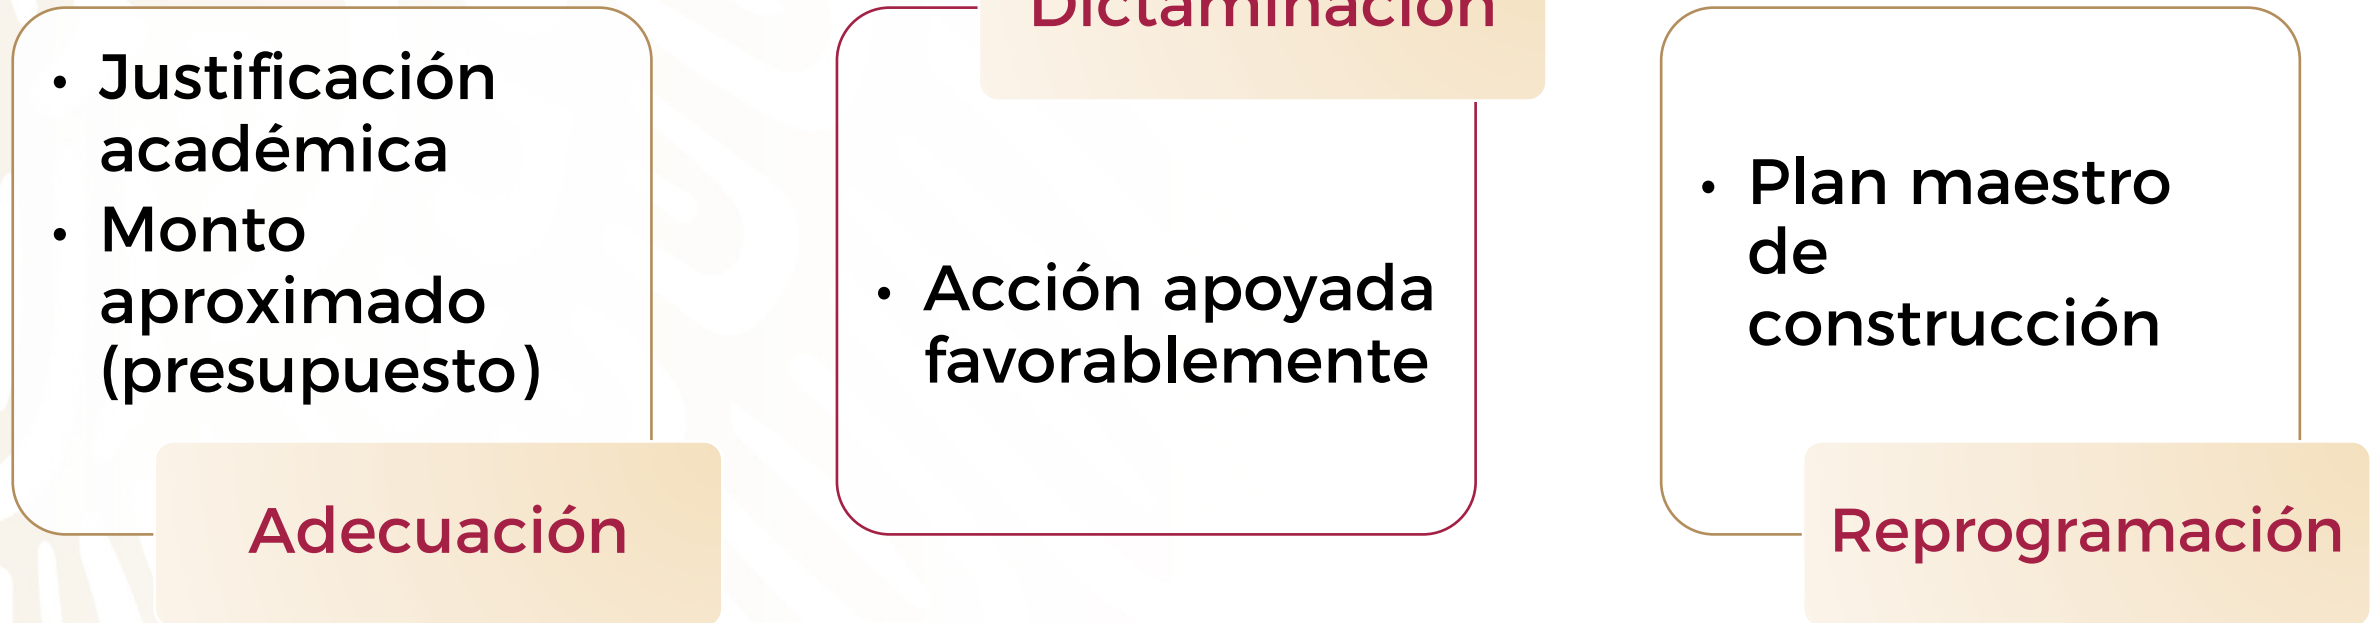 • Justificación
académica
• Monto
aproximado
(presupuesto)
Adecuación
Dictaminación
• Acción apoyada
favorablemente
• Plan maestro
de
construcción
Reprogramación